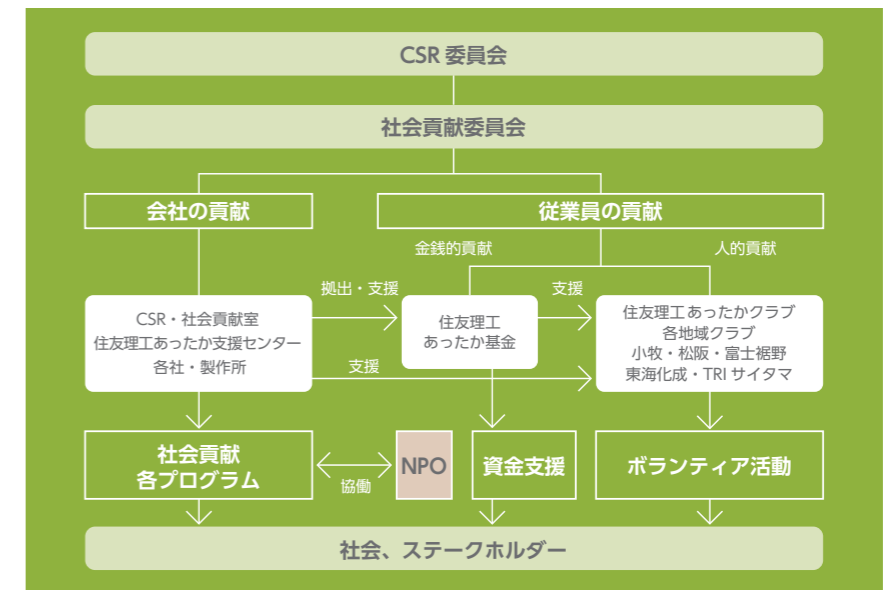 CSR 委員会
社会貢献委員会
会社の貢献
従業員の貢献
金銭的貢献
人的貢献
拠出・支援
支援
CSR・社会貢献室
住友理工あったか支援センター
各社・製作所
住友理工
あったか基金
住友理工あったかクラブ
各地域クラブ
小牧・松阪・富士裾野
東海化成・TRI サイタマ
支援
社会貢献
各プログラム
協働
NPO
資金支援
ボランティア活動
社会、ステークホルダー